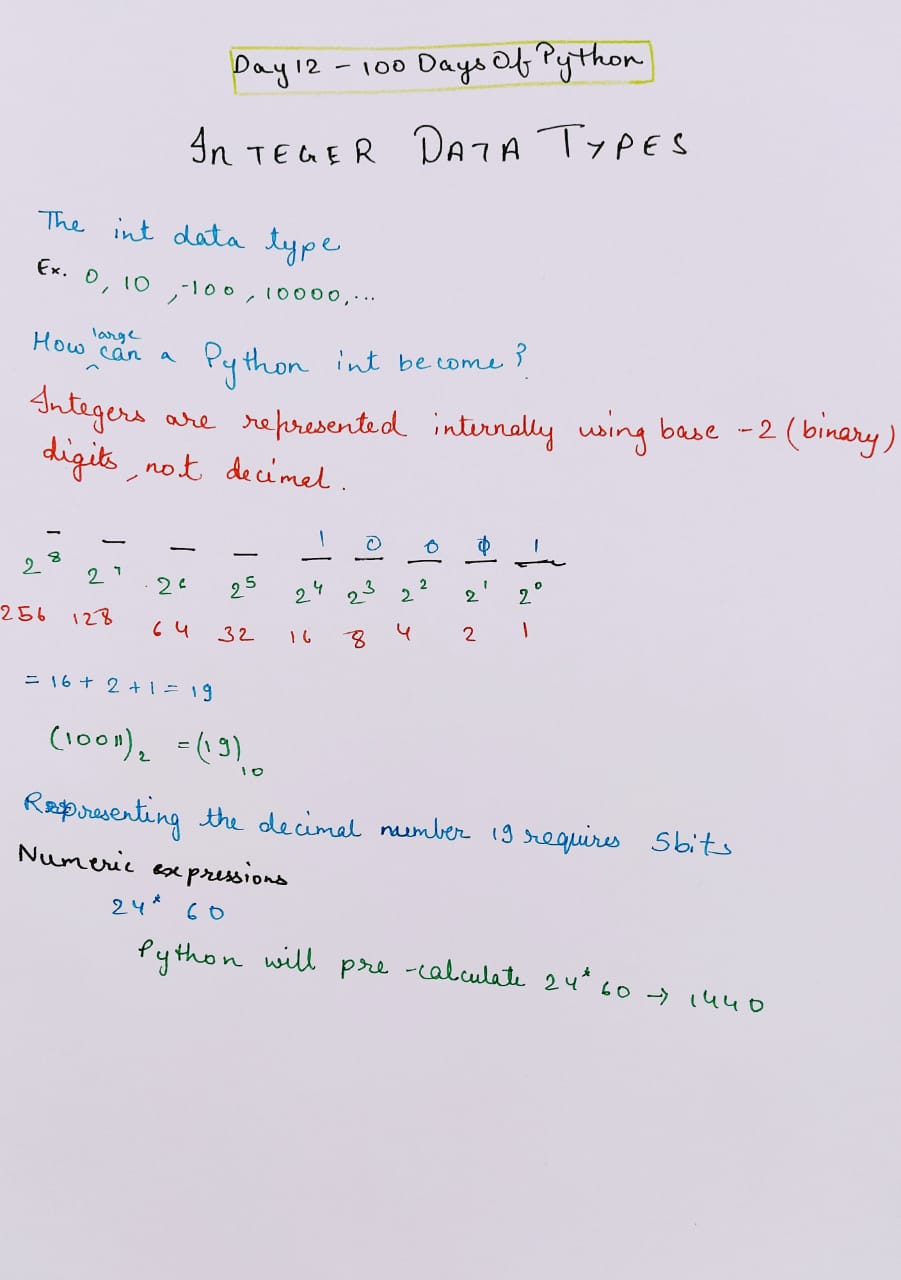 Day 12 - 100 Days Of Python
INTEGER DATA TYPES
The int data type
Ex. 0, 10, -100, 10000, ...
large
How can a Python int become?
Integers are represented internally using base - 2 (binary)
digits, not decimal.
1 0 0 0 1
2^8 2^7 2^6 2^5 2^4 2^3 2^2 2^1 2^0
256 128 64 32 16 8 4 2 1
= 16 + 2 + 1 = 19
(10011)₂ = (19)₁₀
Representing the decimal number 19 requires 5bits
Numeric expressions
24 * 60
Python will pre-calculate 24 * 60 → 1440